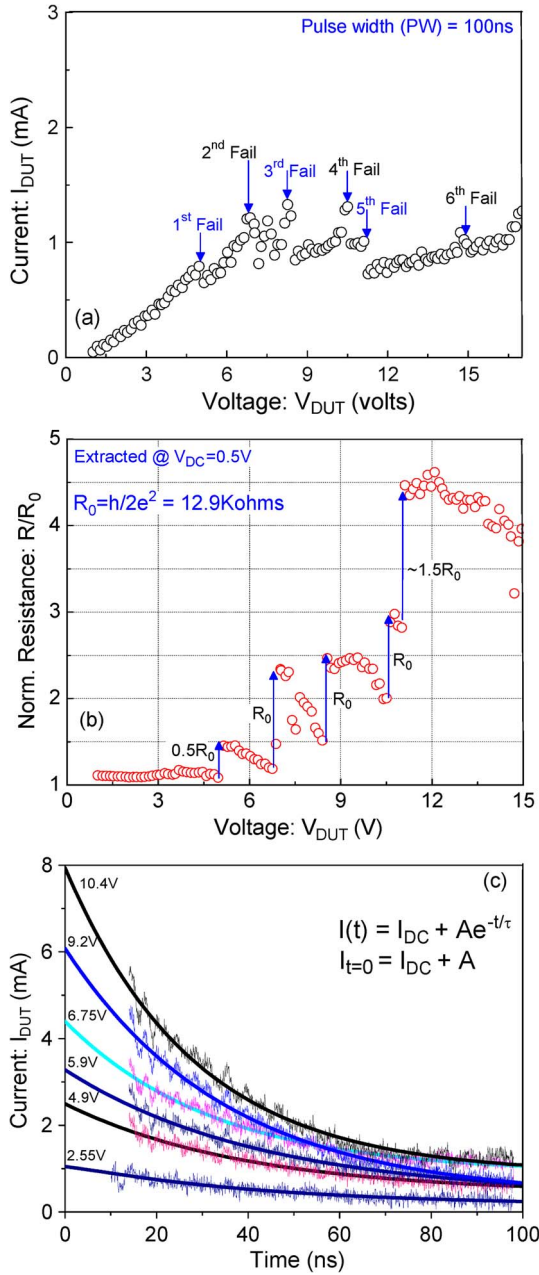 Pulse width (PW) = 100ns
3
2
1
0
Current: I_DUT (mA)
1st Fail
2nd Fail
3rd Fail
4th Fail
5th Fail
6th Fail
(a)
3 6 9 12 15
Voltage: V_DUT (volts)
Extracted @ V_DC=0.5V
R_0=h/2e^2 = 12.9Kohms
5
4
3
2
1
Norm. Resistance: R/R_0
0.5R_0
R_0
R_0
R_0
~1.5R_0
(b)
0 3 6 9 12 15
Voltage: V_DUT (V)
(c)
I(t) = I_DC + Ae^-t/τ
I_t=0 = I_DC + A
8
6
4
2
0
Current: I_DUT (mA)
10.4V
9.2V
6.75V
5.9V
4.9V
2.55V
0 20 40 60 80 100
Time (ns)